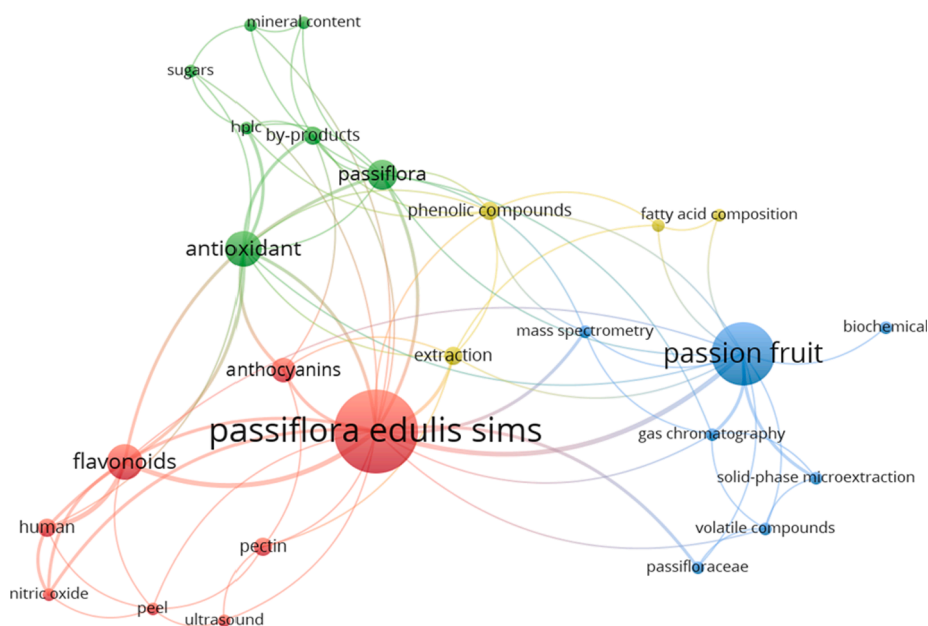 mineral content
sugars
hplc
by-products
passiflora
phenolic compounds
fatty acid composition
antioxidant
mass spectrometry
biochemical
passion fruit
extraction
anthocyanins
passiflora edulis sims
gas chromatography
flavonoids
solid-phase microextraction
human
volatile compounds
pectin
passifloraceae
nitric oxide
peel
ultrasound